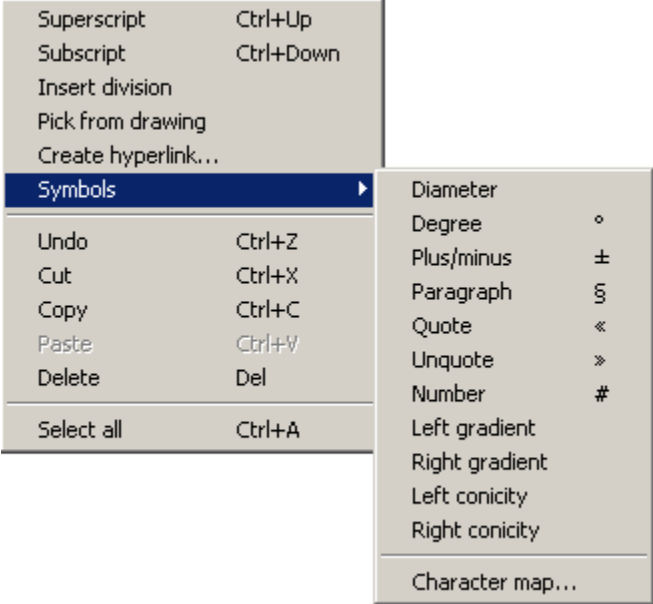 Superscript Ctrl+Up
Subscript Ctrl+Down
Insert division
Pick from drawing
Create hyperlink...
Symbols
Undo Ctrl+Z
Cut Ctrl+X
Copy Ctrl+C
Paste Ctrl+V
Delete Del
Select all Ctrl+A
Diameter
Degree °
Plus/minus ±
Paragraph §
Quote «
Unquote »
Number #
Left gradient
Right gradient
Left conicity
Right conicity
Character map...